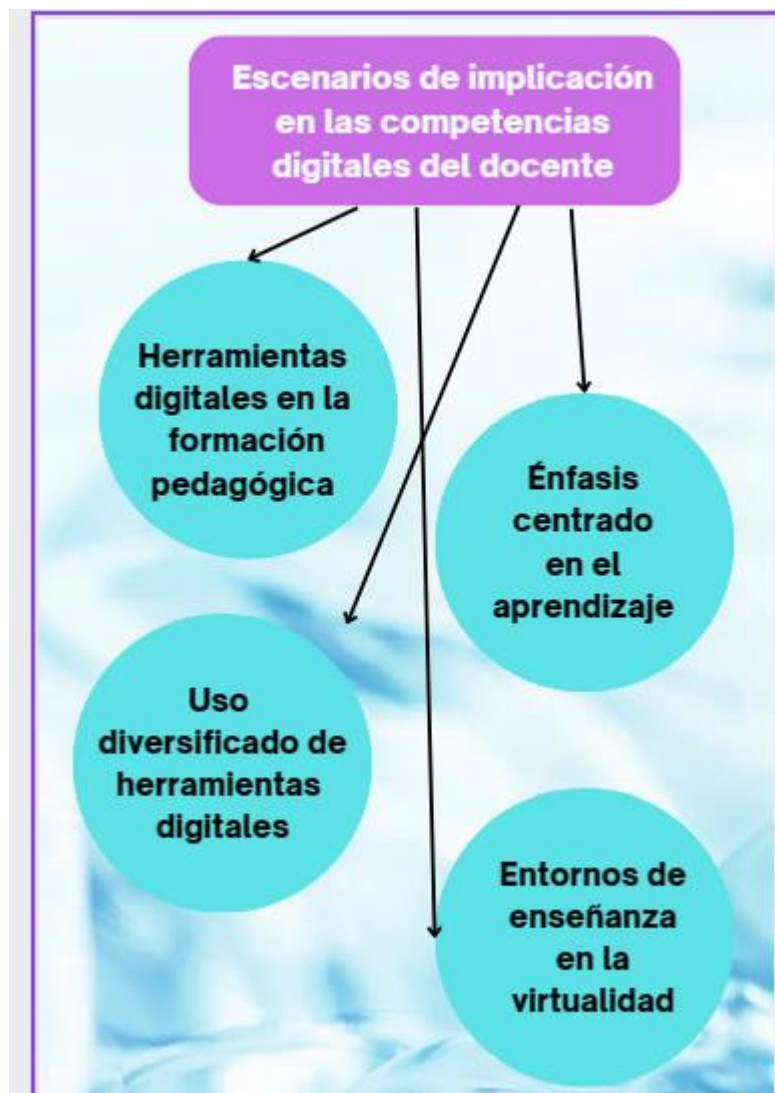 Escenarios de implicación
en las competencias
digitales del docente
Herramientas
digitales en la
formación
pedagógica
Énfasis
centrado
en el
aprendizaje
Uso
diversificado de
herramientas
digitales
Entornos de
enseñanza
en la
virtualidad